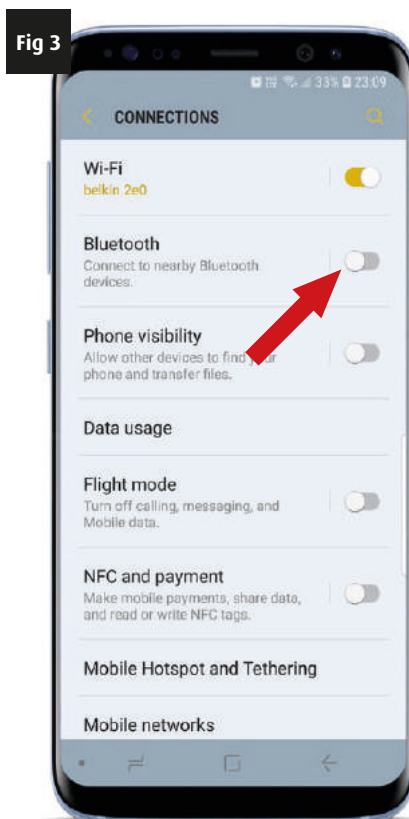 Fig 3
33% 23:09
CONNECTIONS
Wi-Fi
belkin 2e0
Bluetooth
Connect to nearby Bluetooth
devices.
Phone visibility
Allow other devices to find your
phone and transfer files.
Data usage
Flight mode
Turn off calling, messaging, and
Mobile data.
NFC and payment
Make mobile payments, share data,
and read or write NFC tags.
Mobile Hotspot and Tethering
Mobile networks